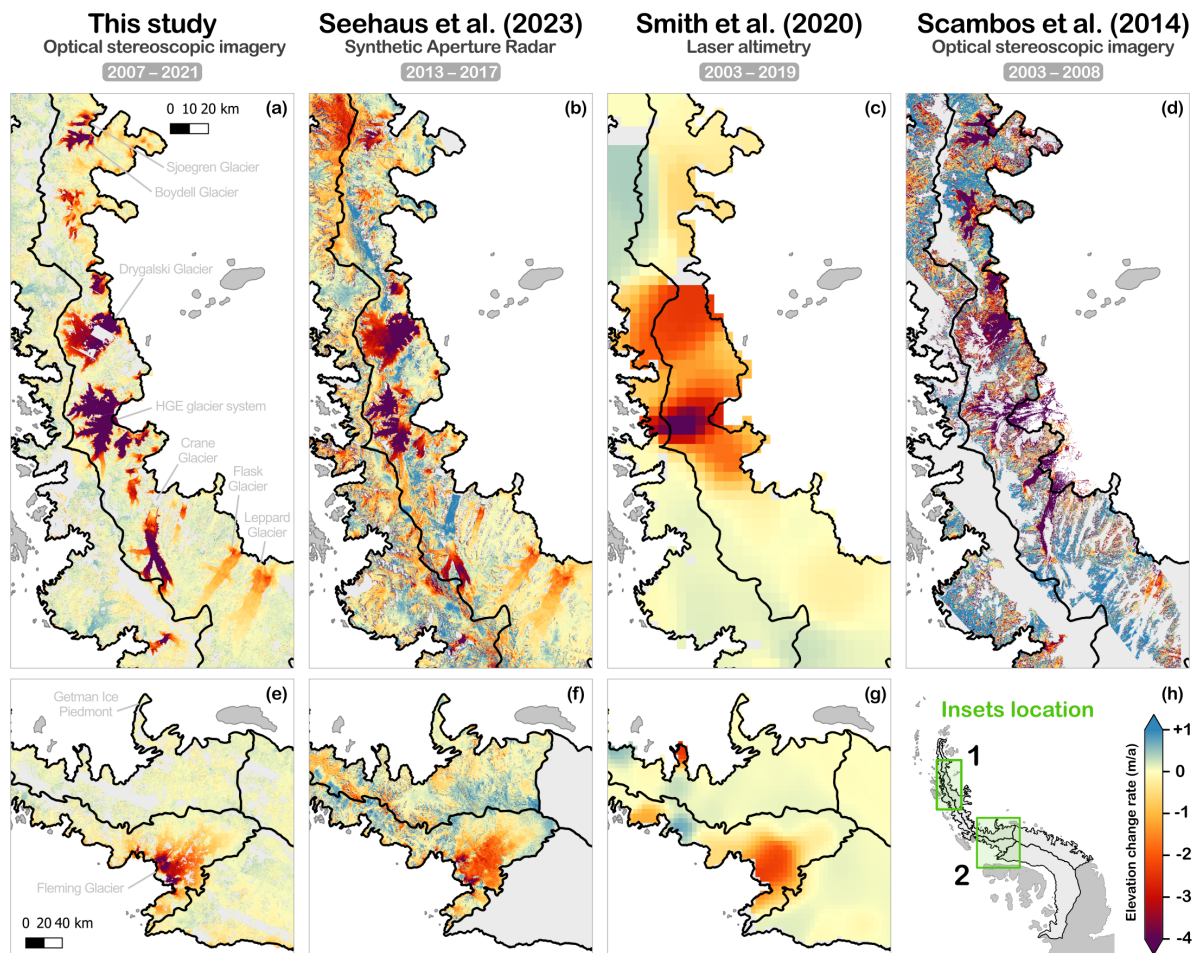 This study
Optical stereoscopic imagery
2007 – 2021
Seehaus et al. (2023)
Synthetic Aperture Radar
2013 – 2017
Smith et al. (2020)
Laser altimetry
2003 – 2019
Scambos et al. (2014)
Optical stereoscopic imagery
2003 – 2008
(a)
0 10 20 km
Sjoegren Glacier
Boydell Glacier
Drygalski Glacier
HGE glacier system
Crane
Glacier
Flask
Glacier
Leppard
Glacier
(b)
(c)
(d)
(e)
Getman Ice
Piedmont
Fleming Glacier
0 20 40 km
(f)
(g)
(h)
Insets location
1
2
Elevation change rate (m/a)
+1
0
-1
-2
-3
-4